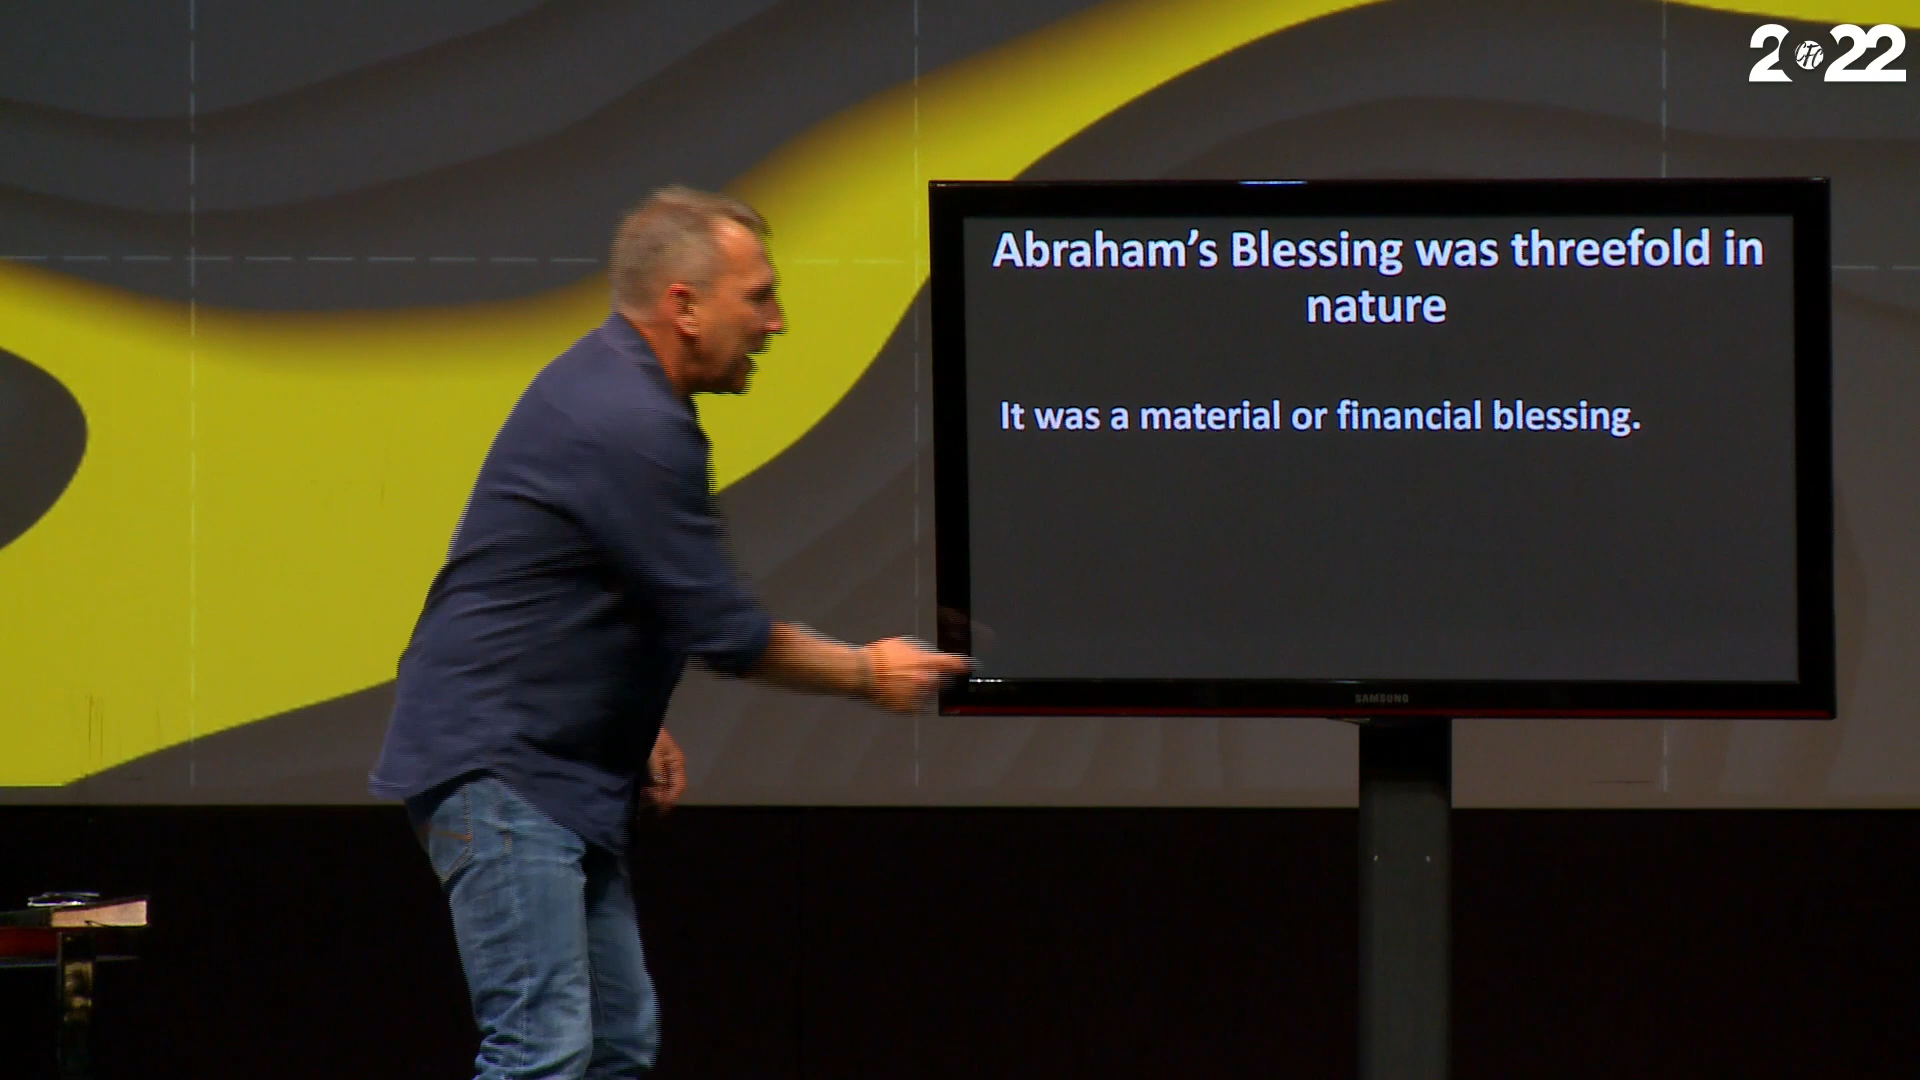 2022
Abraham's Blessing was threefold in
nature
It was a material or financial blessing.
SAMSUNG